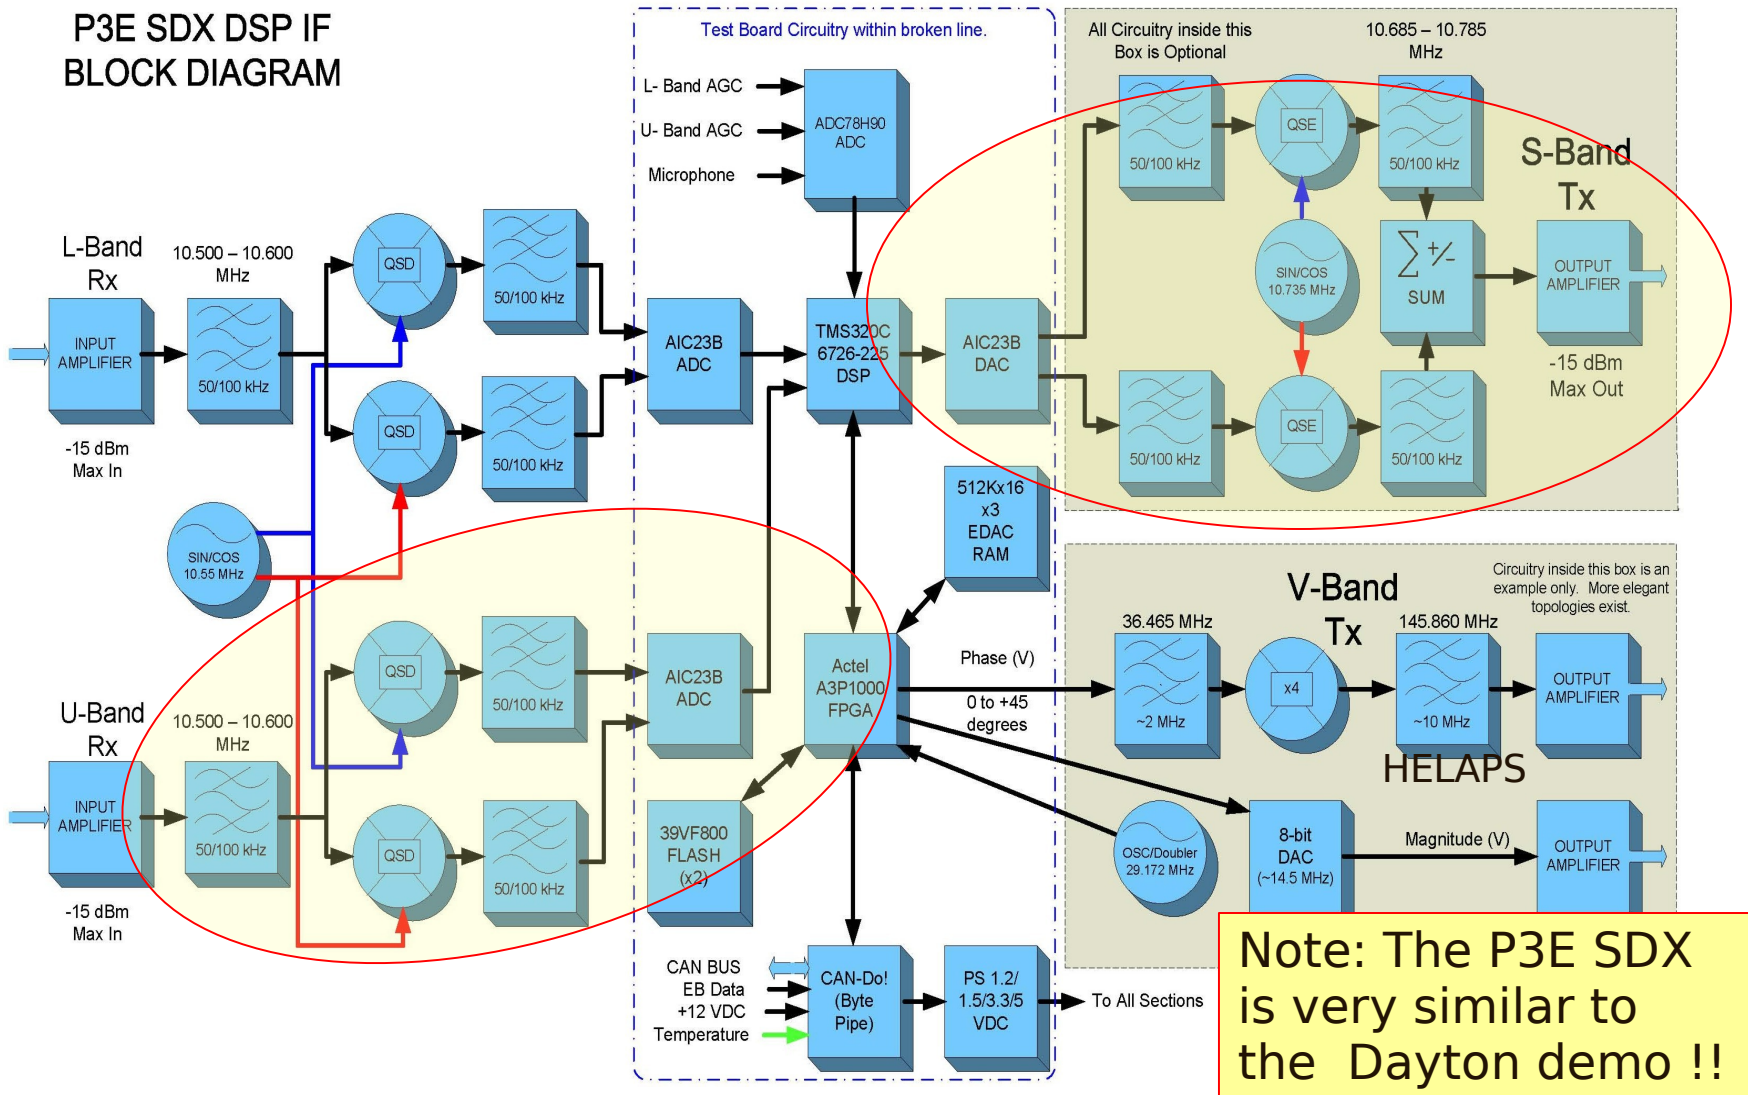 P3E SDX DSP IF
BLOCK DIAGRAM
Test Board Circuitry within broken line.
L- Band AGC
U- Band AGC
Microphone
ADC78H90
ADC
All Circuitry inside this
Box is Optional
10.685 – 10.785
MHz
50/100 kHz
QSE
50/100 kHz
S-Band
Tx
L-Band
Rx
10.500 – 10.600
MHz
QSD
50/100 kHz
INPUT
AMPLIFIER
50/100 kHz
AIC23B
ADC
TMS320C
6726-225
DSP
AIC23B
DAC
SIN/COS
10.735 MHz
∑ +/-
SUM
OUTPUT
AMPLIFIER
-15 dBm
Max Out
QSD
50/100 kHz
50/100 kHz
QSE
50/100 kHz
-15 dBm
Max In
SIN/COS
10.55 MHz
512Kx16
x3
EDAC
RAM
Circuitry inside this box is an
example only. More elegant
topologies exist.
V-Band
Tx
36.465 MHz
145.860 MHz
U-Band
Rx
10.500 – 10.600
MHz
QSD
50/100 kHz
AIC23B
ADC
Actel
A3P1000
FPGA
Phase (V)
0 to +45
degrees
~2 MHz
x4
~10 MHz
OUTPUT
AMPLIFIER
HELAPS
INPUT
AMPLIFIER
50/100 kHz
QSD
50/100 kHz
39VF800
FLASH
(x2)
OSC/Doubler
29.172 MHz
8-bit
DAC
(~14.5 MHz)
Magnitude (V)
OUTPUT
AMPLIFIER
-15 dBm
Max In
CAN BUS
EB Data
+12 VDC
Temperature
CAN-Do!
(Byte
Pipe)
PS 1.2/
1.5/3.3/5
VDC
To All Sections
Note: The P3E SDX
is very similar to
the Dayton demo !!